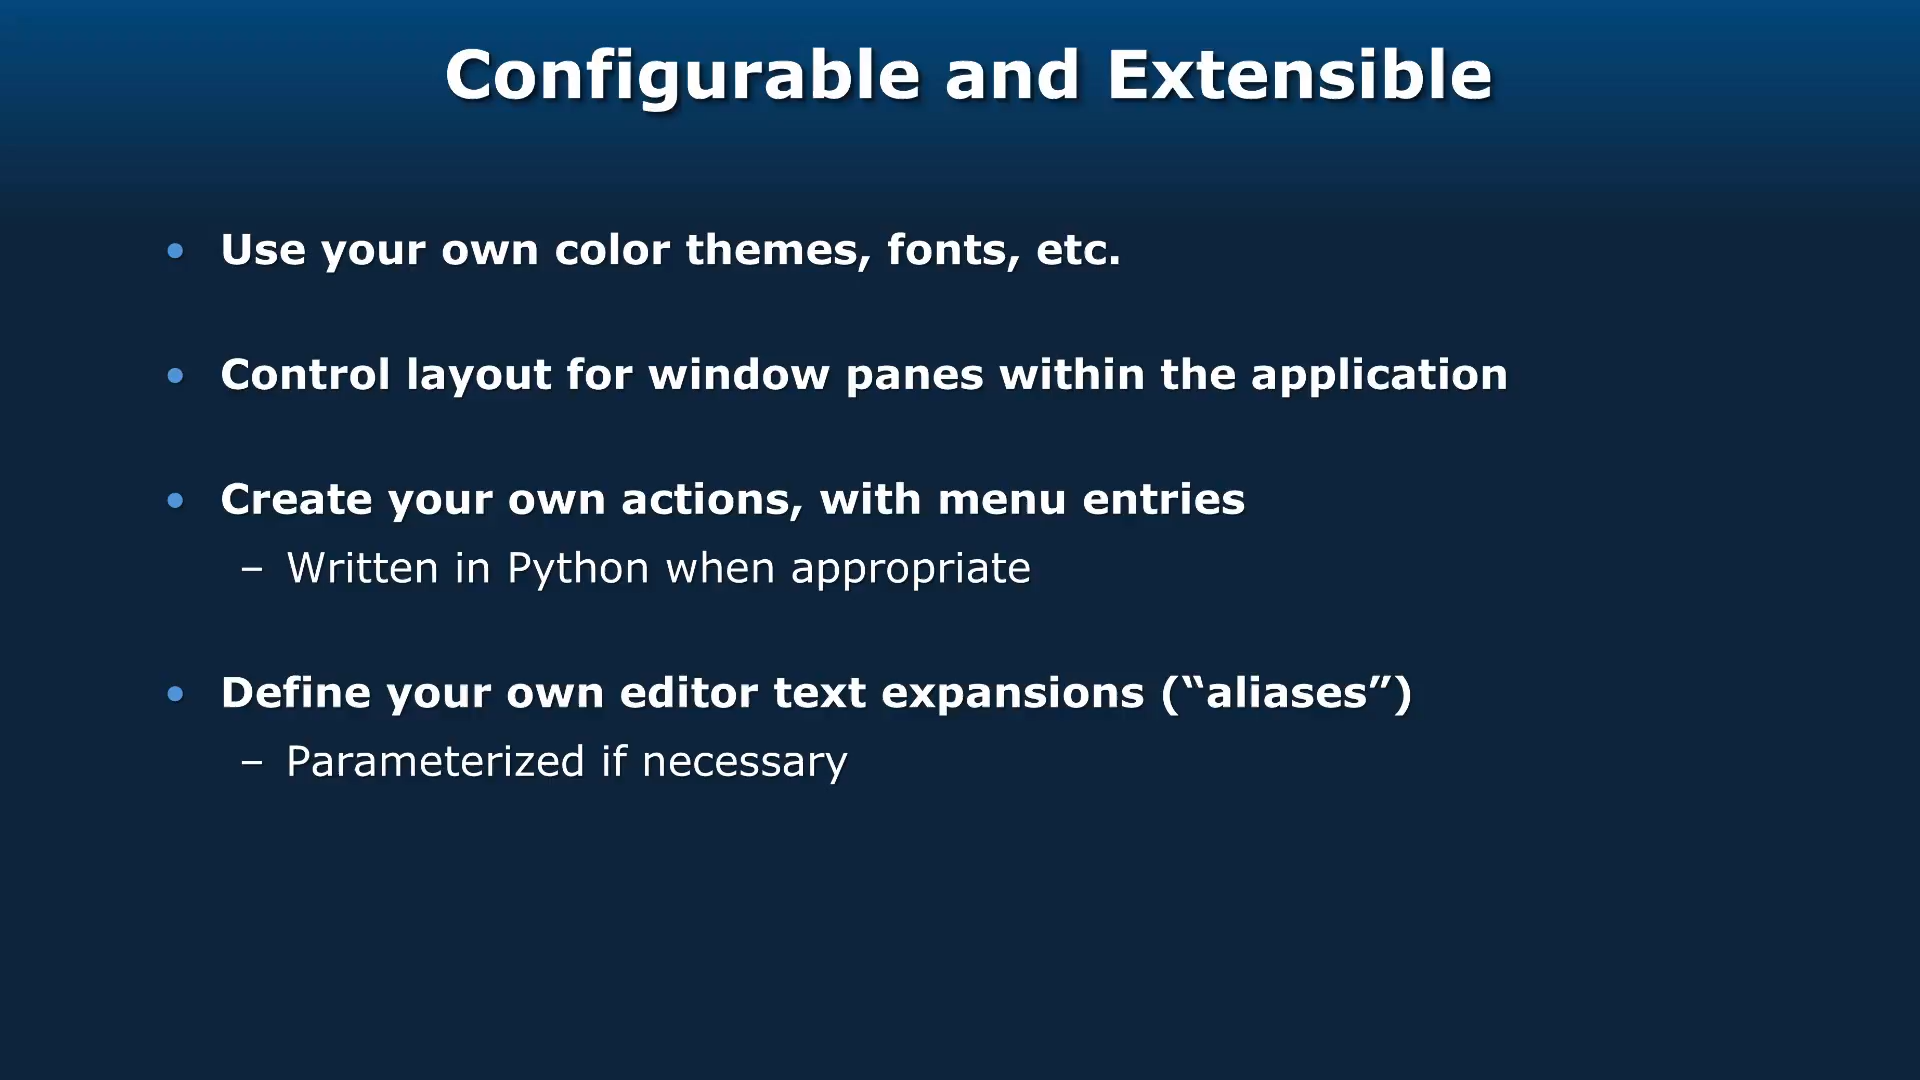 Configurable and Extensible
• Use your own color themes, fonts, etc.
• Control layout for window panes within the application
• Create your own actions, with menu entries
– Written in Python when appropriate
• Define your own editor text expansions (“aliases”)
– Parameterized if necessary